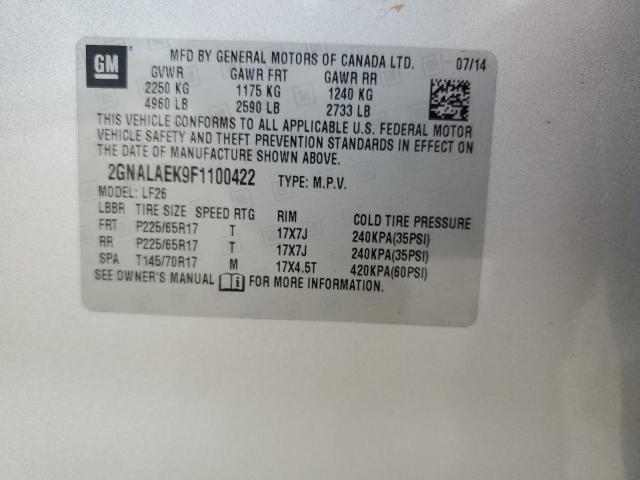 GM
MFD BY GENERAL MOTORS OF CANADA LTD. 07/14
GVWR GAWR FRT GAWR RR
2250 KG 1175 KG 1240 KG
4960 LB 2590 LB 2733 LB
THIS VEHICLE CONFORMS TO ALL APPLICABLE U.S. FEDERAL MOTOR
VEHICLE SAFETY AND THEFT PREVENTION STANDARDS IN EFFECT ON
THE DATE OF MANUFACTURE SHOWN ABOVE.
2GNALAEK9F1100422 TYPE: M.P.V.
MODEL: LF26
LBBR TIRE SIZE SPEED RTG RIM COLD TIRE PRESSURE
FRT P225/65R17 T 17X7J 240KPA(35PSI)
RR P225/65R17 T 17X7J 240KPA(35PSI)
SPA T145/70R17 M 17X4.5T 420KPA(60PSI)
SEE OWNER'S MANUAL FOR MORE INFORMATION.